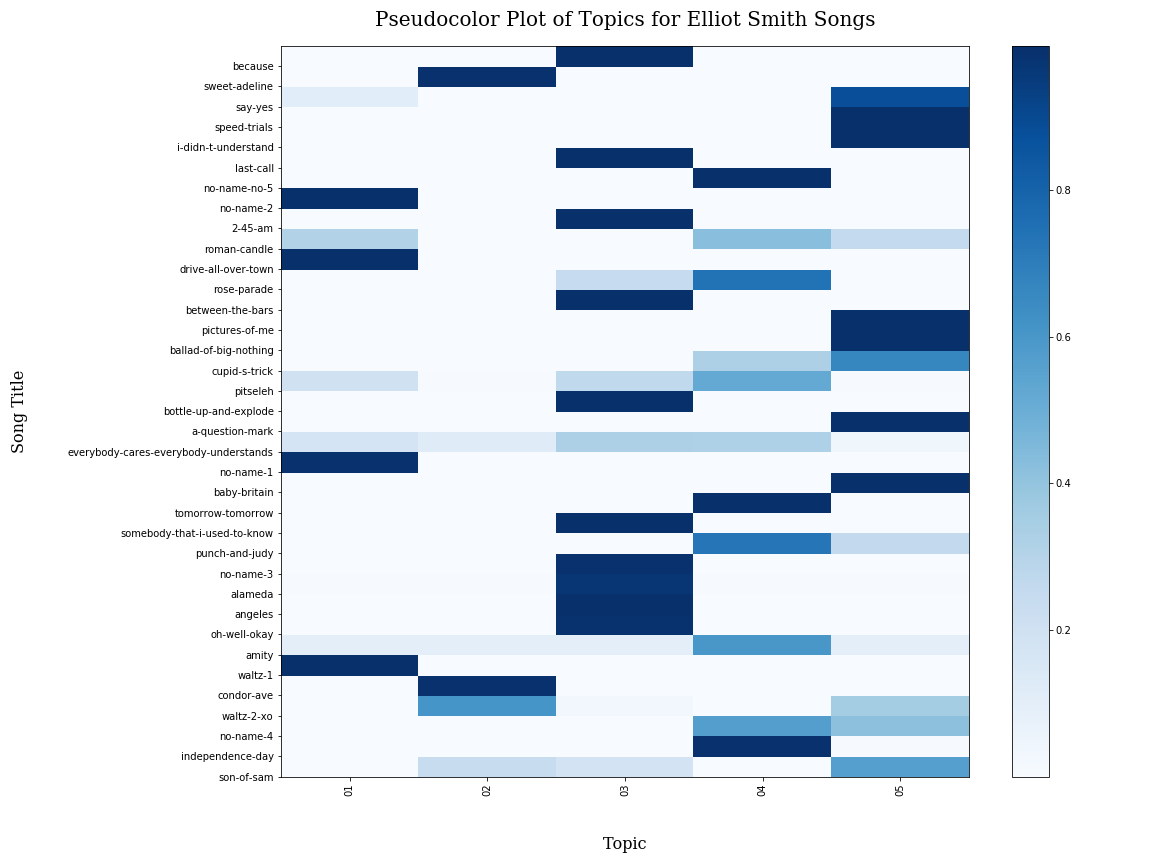 Pseudocolor Plot of Topics for Elliot Smith Songs
because
sweet-adeline
say-yes
speed-trials
i-didn-t-understand
last-call
no-name-no-5
no-name-2
2-45-am
roman-candle
drive-all-over-town
rose-parade
between-the-bars
pictures-of-me
ballad-of-big-nothing
cupid-s-trick
pitseleh
bottle-up-and-explode
a-question-mark
everybody-cares-everybody-understands
no-name-1
baby-britain
tomorrow-tomorrow
somebody-that-i-used-to-know
punch-and-judy
no-name-3
alameda
angeles
oh-well-okay
amity
waltz-1
condor-ave
waltz-2-xo
no-name-4
independence-day
son-of-sam
Song Title
01
02
03
04
05
Topic
0.8
0.6
0.4
0.2